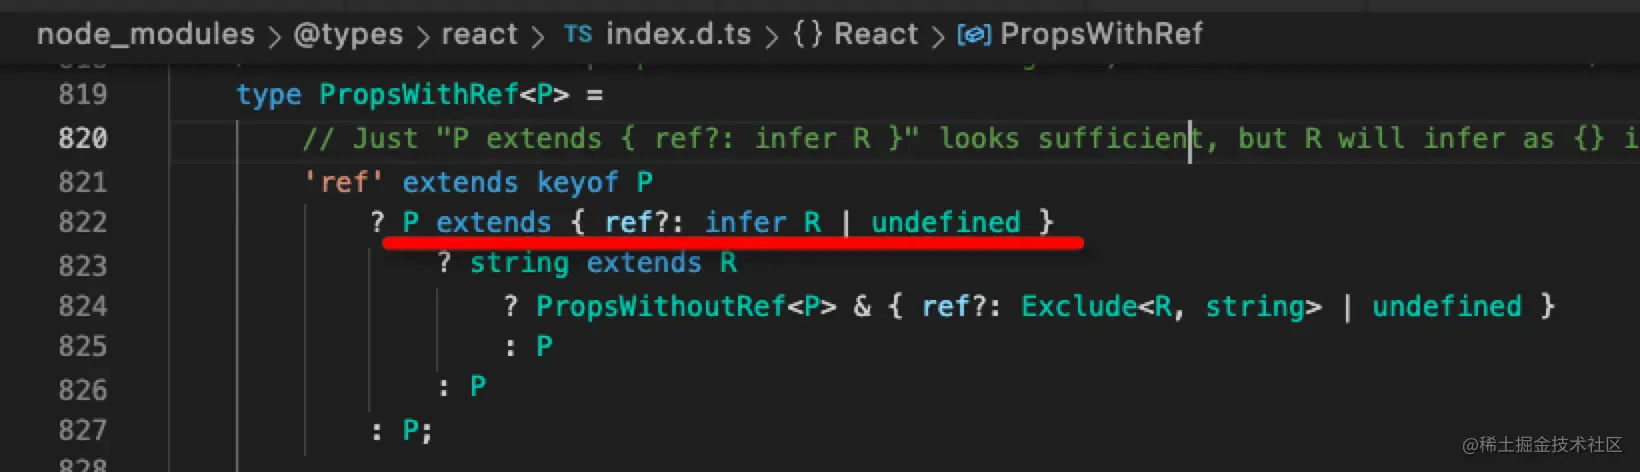 node_modules > @types > react > TS index.d.ts > {} React > PropsWithRef
819 type PropsWithRef<P> =
820 // Just "P extends { ref?: infer R }" looks sufficient, but R will infer as {} i
821 'ref' extends keyof P
822 ? P extends { ref?: infer R | undefined }
823 ? string extends R
824 ? PropsWithoutRef<P> & { ref?: Exclude<R, string> | undefined }
825 : P
826 : P
827 : P;
828
@稀土掘金技术社区